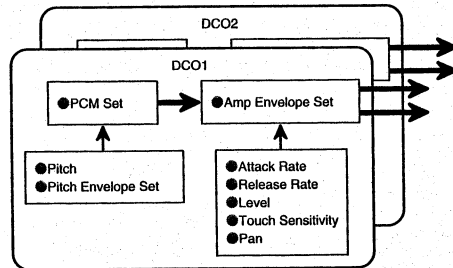 DCO2
DCO1
●PCM Set
●Amp Envelope Set
●Pitch
●Pitch Envelope Set
●Attack Rate
●Release Rate
●Level
●Touch Sensitivity
●Pan